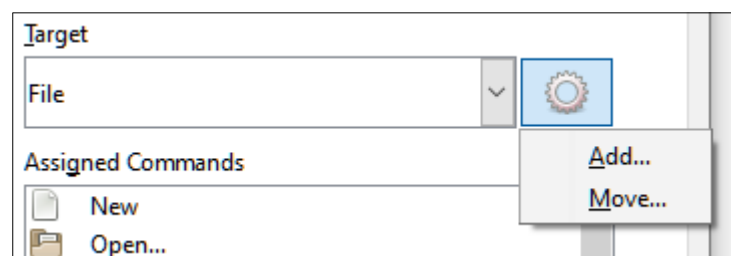 Target
File
Add...
Assigned Commands
Move...
New
Open...